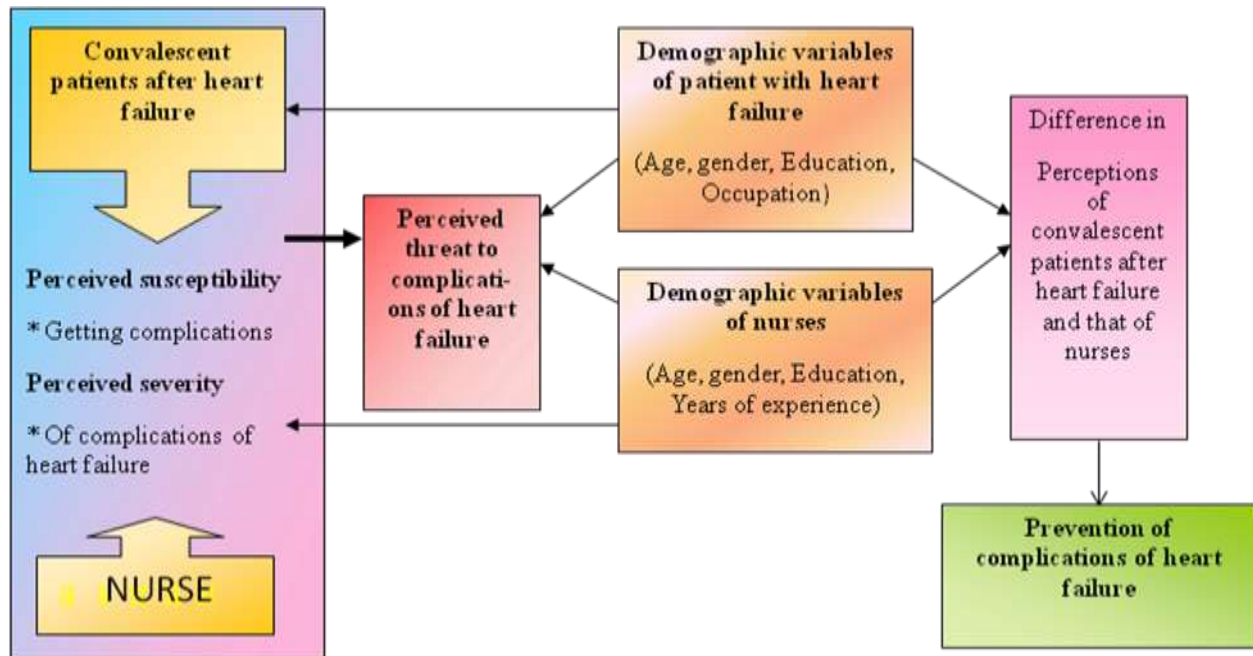 Convalescent
patients after heart
failure
Perceived susceptibility
* Getting complications
Perceived severity
* Of complications of
heart failure
NURSE
Perceived
threat to
complicati-
ons of heart
failure
Demographic variables
of patient with heart
failure
(Age, gender, Education,
Occupation)
Demographic variables
of nurses
(Age, gender, Education,
Years of experience)
Difference in
Perceptions
of
convalescent
patients after
heart failure
and that of
nurses
Prevention of
complications of heart
failure